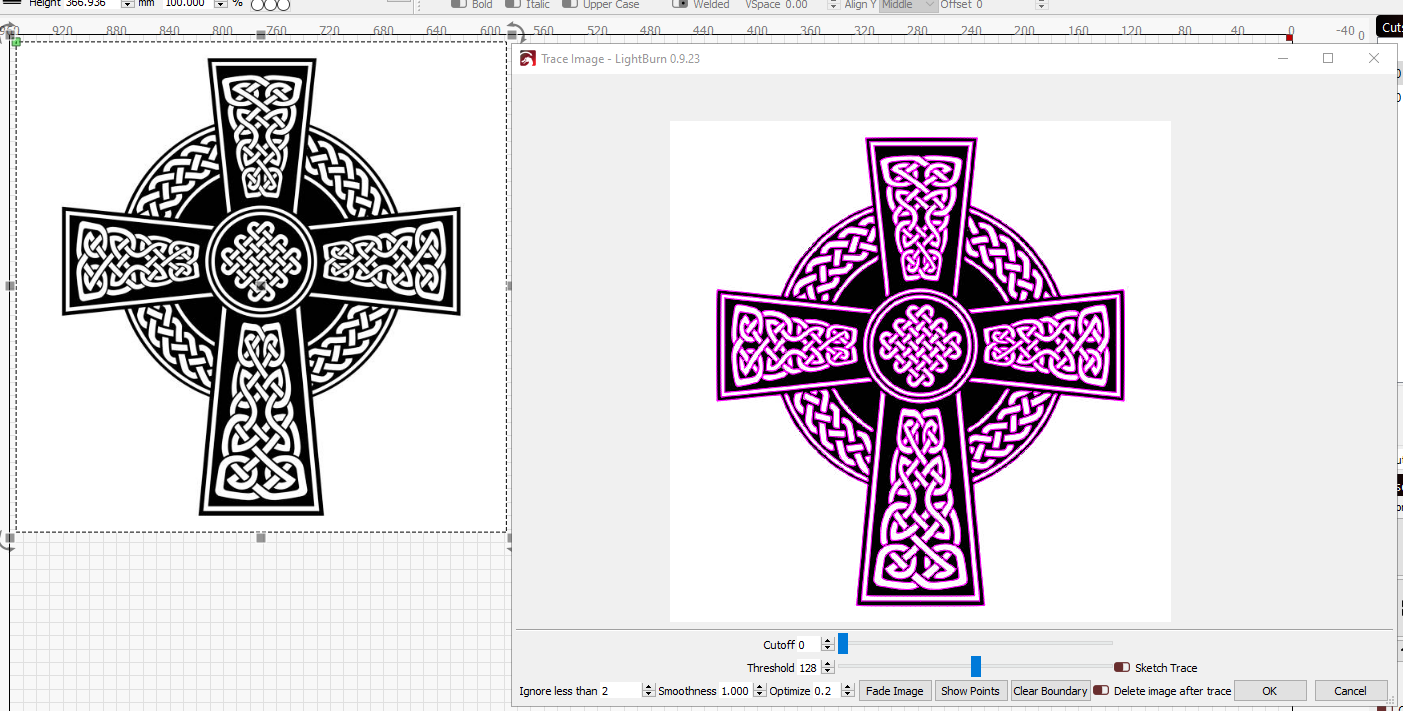 Height 366.936 mm 100.000 % Bold Italic Upper Case Welded VSpace 0.00 Align Y Middle Offset 0
920 880 840 800 760 720 680 640 600 560 520 480 440 400 360 320 280 240 200 160 120 80 40 0 -40 0
Cuts
Trace Image - LightBurn 0.9.23
Cutoff 0
Threshold 128 Sketch Trace
Ignore less than 2 Smoothness 1.000 Optimize 0.2 Fade Image Show Points Clear Boundary Delete image after trace OK Cancel